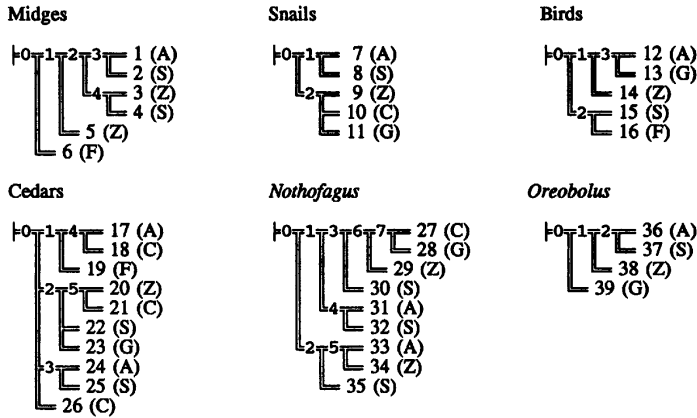 Midges
0 1 2 3 1 (A)
2 (S)
4 3 (Z)
4 (S)
5 (Z)
6 (F)
Snails
0 1 7 (A)
8 (S)
2 9 (Z)
10 (C)
11 (G)
Birds
0 1 3 12 (A)
13 (G)
14 (Z)
2 15 (S)
16 (F)
Cedars
0 1 4 17 (A)
18 (C)
19 (F)
2 5 20 (Z)
21 (C)
22 (S)
23 (G)
3 24 (A)
25 (S)
26 (C)
Nothofagus
0 1 3 6 7 27 (C)
28 (G)
29 (Z)
30 (S)
4 31 (A)
32 (S)
2 5 33 (A)
34 (Z)
35 (S)
Oreobolus
0 1 2 36 (A)
37 (S)
38 (Z)
39 (G)